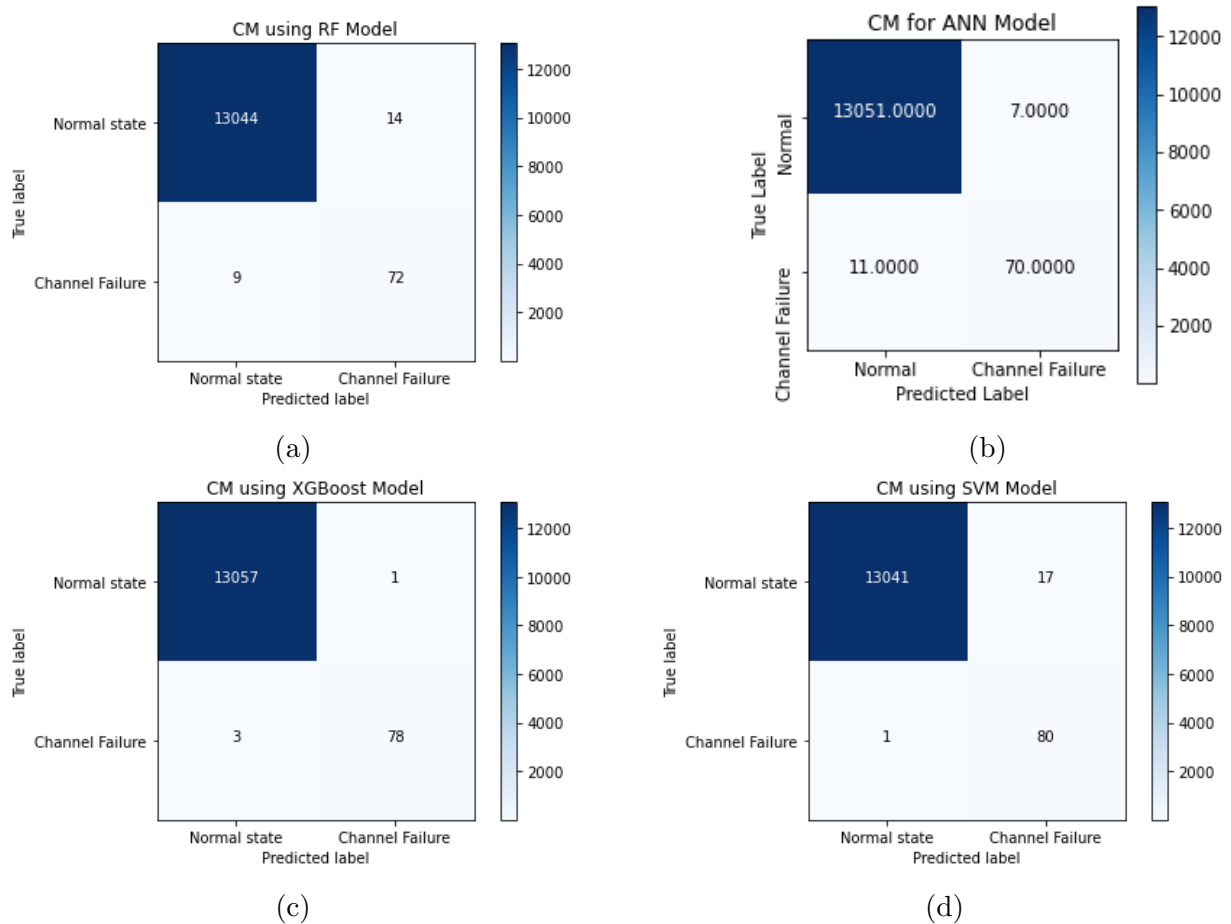 CM using RF Model
12000
10000
8000
6000
4000
2000
Normal state
13044 14
Channel Failure
9 72
True label
Normal state Channel Failure
Predicted label
(a)
CM for ANN Model
12000
10000
8000
6000
4000
2000
Normal
13051.0000 7.0000
Channel Failure
11.0000 70.0000
True Label
Normal Channel Failure
Predicted Label
(b)
CM using XGBoost Model
12000
10000
8000
6000
4000
2000
Normal state
13057 1
Channel Failure
3 78
True label
Normal state Channel Failure
Predicted label
(c)
CM using SVM Model
12000
10000
8000
6000
4000
2000
Normal state
13041 17
Channel Failure
1 80
True label
Normal state Channel Failure
Predicted label
(d)